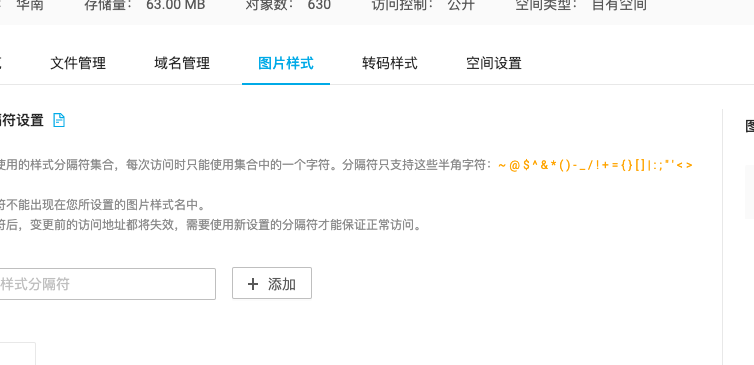 华南 存储量： 63.00 MB 对象数： 630 访问控制： 公开 空间类型： 自有空间
文件管理 域名管理 图片样式 转码样式 空间设置
隔符设置
使用的样式分隔符集合，每次访问时只能使用集合中的一个字符。分隔符只支持这些半角字符：~ @ $ ^ & * ( ) - _ / ! + = { } [ ] | : ; " ' < >
符不能出现在您所设置的图片样式名中。
符后，变更前的访问地址都将失效，需要使用新设置的分隔符才能保证正常访问。
样式分隔符 + 添加